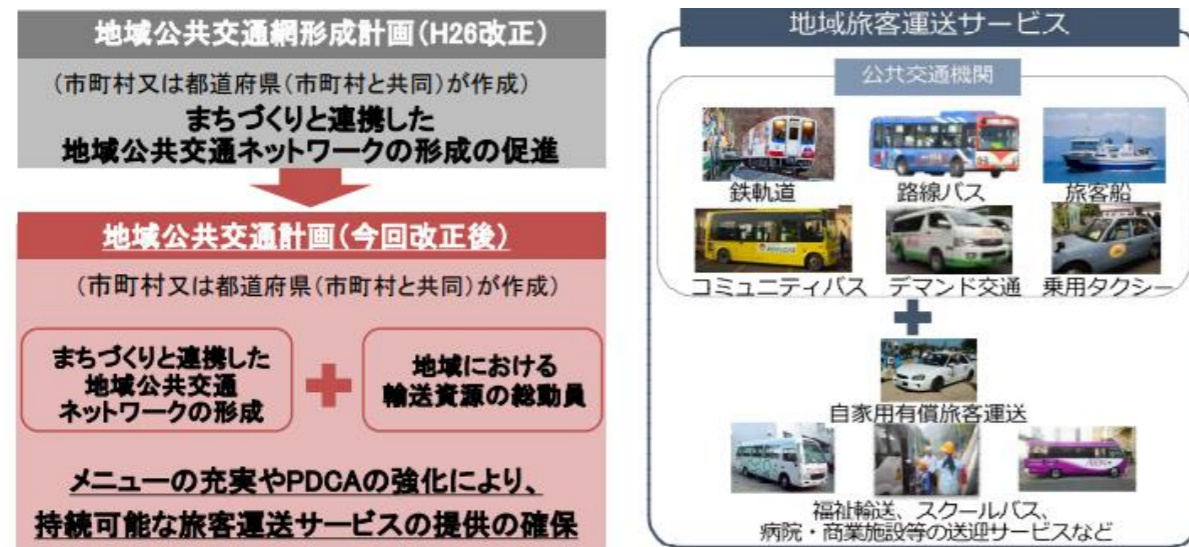 地域公共交通網形成計画（H26改正）
（市町村又は都道府県（市町村と共同）が作成）
まちづくりと連携した
地域公共交通ネットワークの形成の促進
地域公共交通計画（今回改正後）
（市町村又は都道府県（市町村と共同）が作成）
まちづくりと連携した
地域公共交通
ネットワークの形成
地域における
輸送資源の総動員
メニューの充実やPDCAの強化により、
持続可能な旅客運送サービスの提供の確保
地域旅客運送サービス
公共交通機関
鉄軌道
路線バス
旅客船
コミュニティバス
デマンド交通
乗用タクシー
自家用有償旅客運送
福祉輸送、スクールバス、
病院・商業施設等の送迎サービスなど